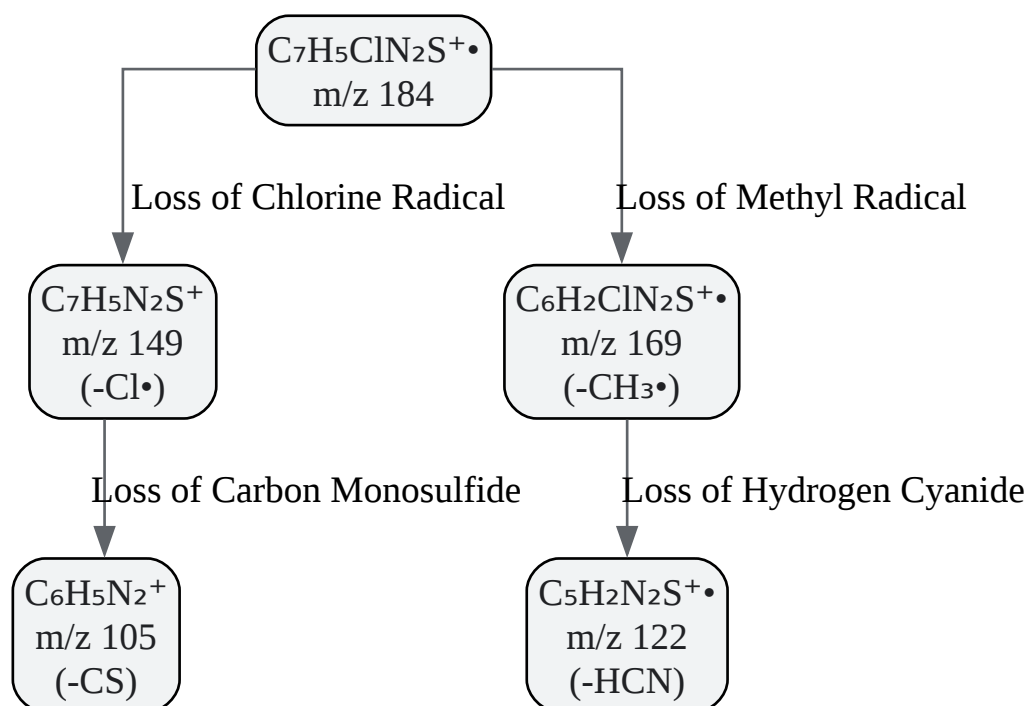 C₇H₅ClN₂S⁺•
m/z 184
Loss of Chlorine Radical
Loss of Methyl Radical
C₇H₅N₂S⁺
m/z 149
(-Cl•)
C₆H₂ClN₂S⁺•
m/z 169
(-CH₃•)
Loss of Carbon Monosulfide
Loss of Hydrogen Cyanide
C₆H₅N₂⁺
m/z 105
(-CS)
C₅H₂N₂S⁺•
m/z 122
(-HCN)